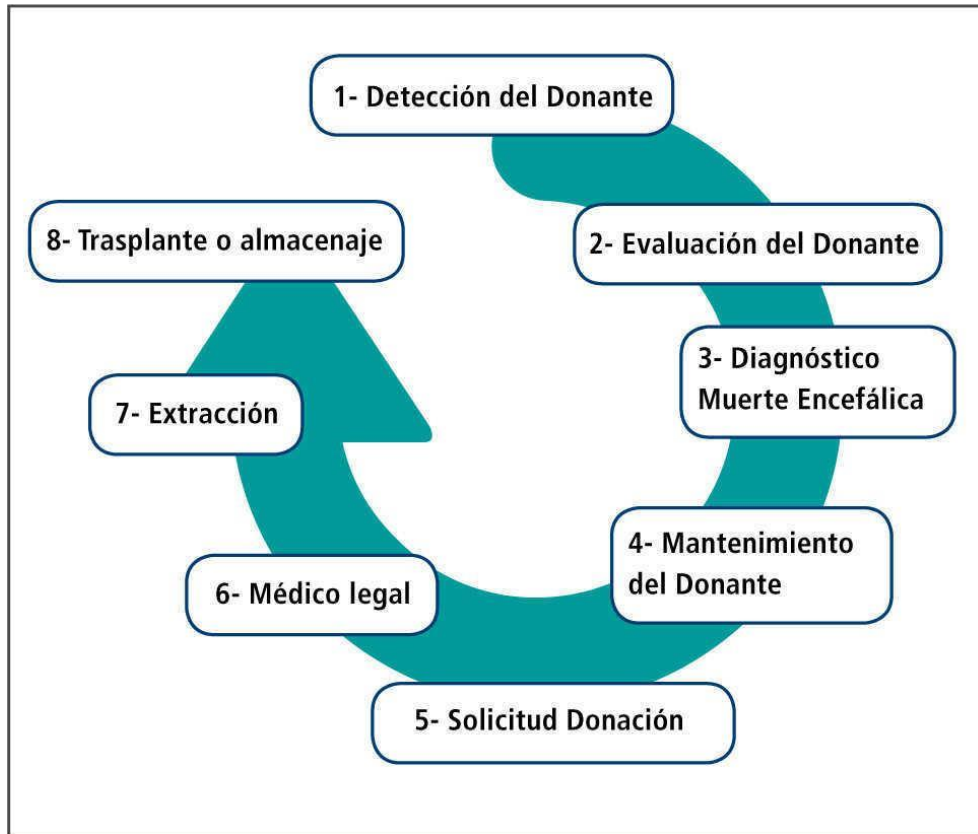 1- Detección del Donante
2- Evaluación del Donante
3- Diagnóstico
Muerte Encefálica
4- Mantenimiento
del Donante
5- Solicitud Donación
6- Médico legal
7- Extracción
8- Trasplante o almacenaje